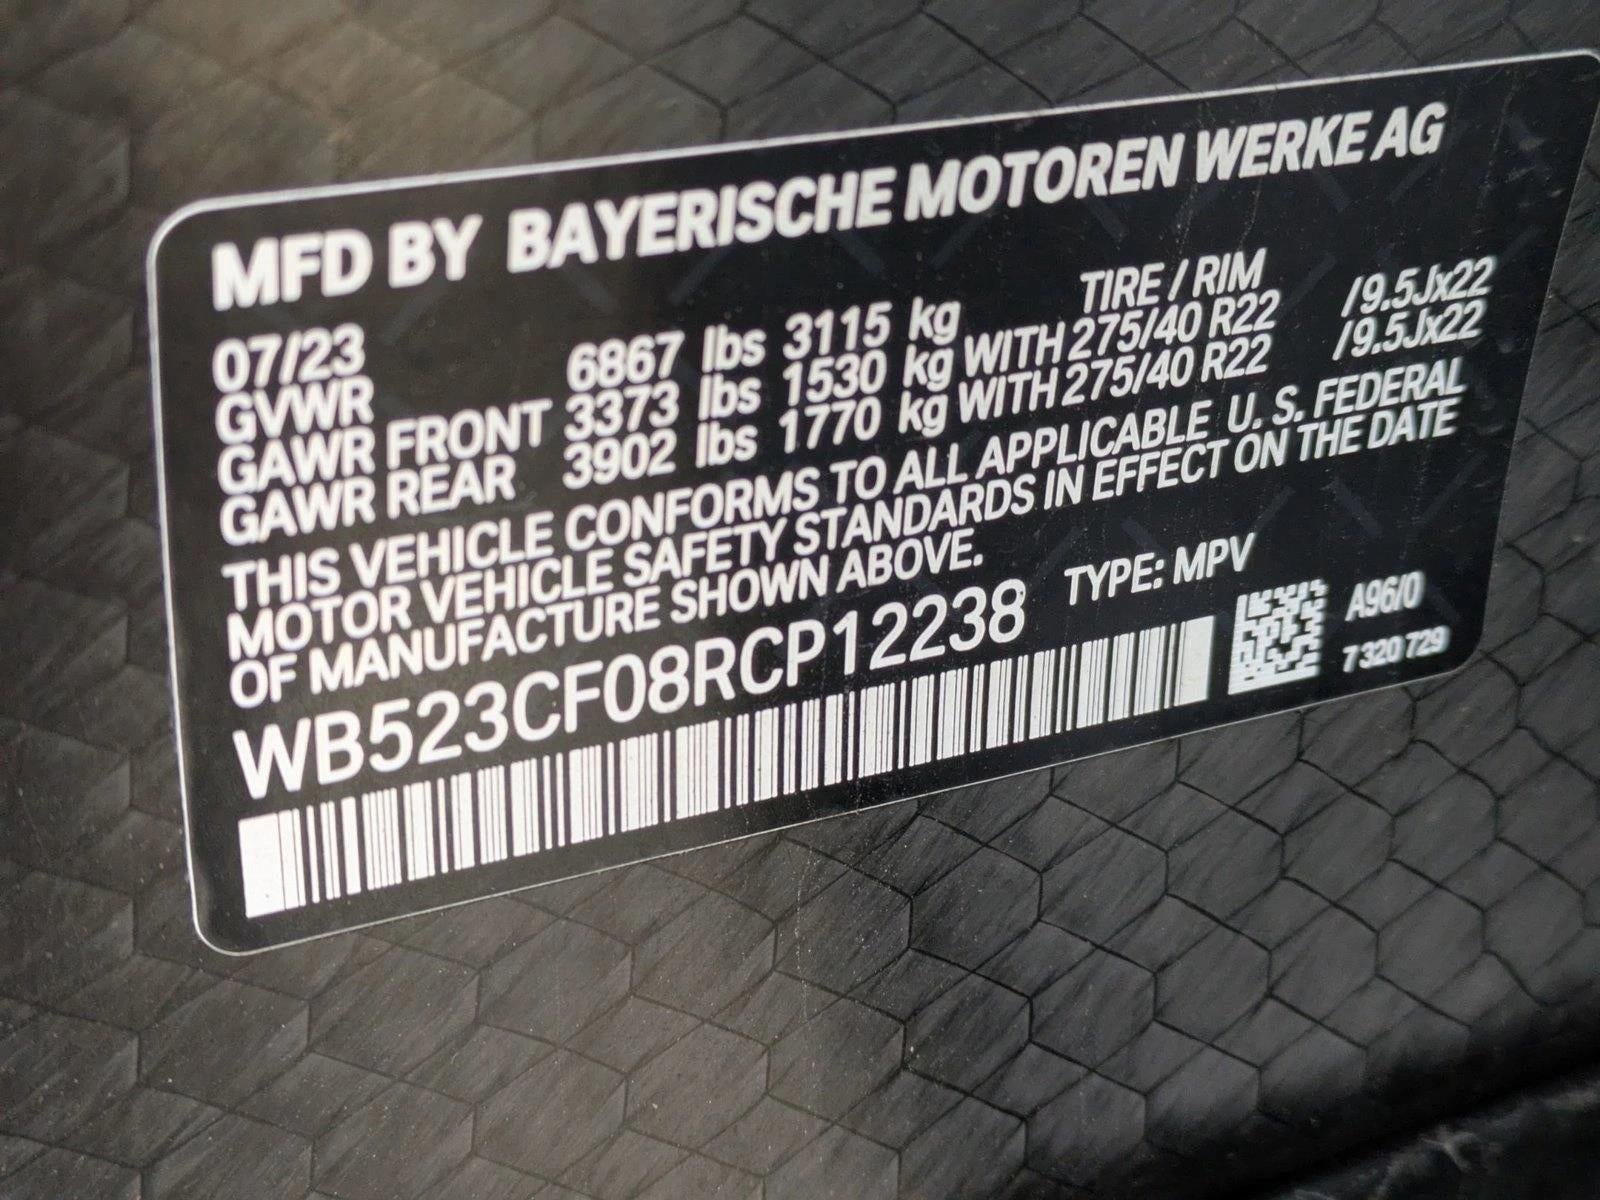 MFD BY BAYERISCHE MOTOREN WERKE AG
07/23 TIRE / RIM
GVWR 6867 lbs 3115 kg
GAWR FRONT 3373 lbs 1530 kg WITH 275/40 R22 /9.5Jx22
GAWR REAR 3902 lbs 1770 kg WITH 275/40 R22 /9.5Jx22
THIS VEHICLE CONFORMS TO ALL APPLICABLE U. S. FEDERAL
MOTOR VEHICLE SAFETY STANDARDS IN EFFECT ON THE DATE
OF MANUFACTURE SHOWN ABOVE.
WB523CF08RCP12238 TYPE: MPV
A96/0
7 320 729